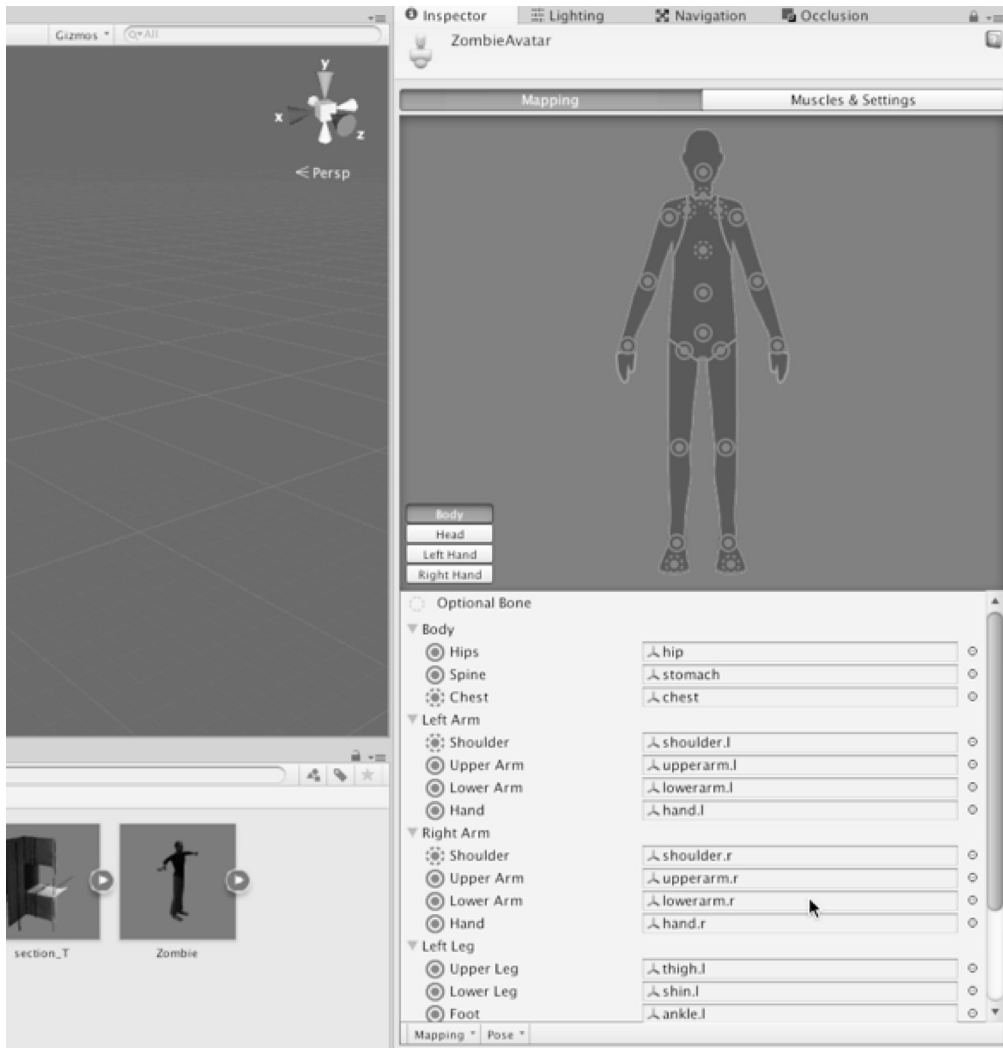 Inspector Lighting Navigation Occlusion
Gizmos All
ZombieAvatar
Mapping Muscles & Settings
y
x
z
Persp
Body
Head
Left Hand
Right Hand
Optional Bone
Body
Hips hip
Spine stomach
Chest chest
Left Arm
Shoulder shoulder.l
Upper Arm upperarm.l
Lower Arm lowerarm.l
Hand hand.l
Right Arm
Shoulder shoulder.r
Upper Arm upperarm.r
Lower Arm lowerarm.r
Hand hand.r
Left Leg
Upper Leg thigh.l
Lower Leg shin.l
Foot ankle.l
section_T Zombie
Mapping Pose